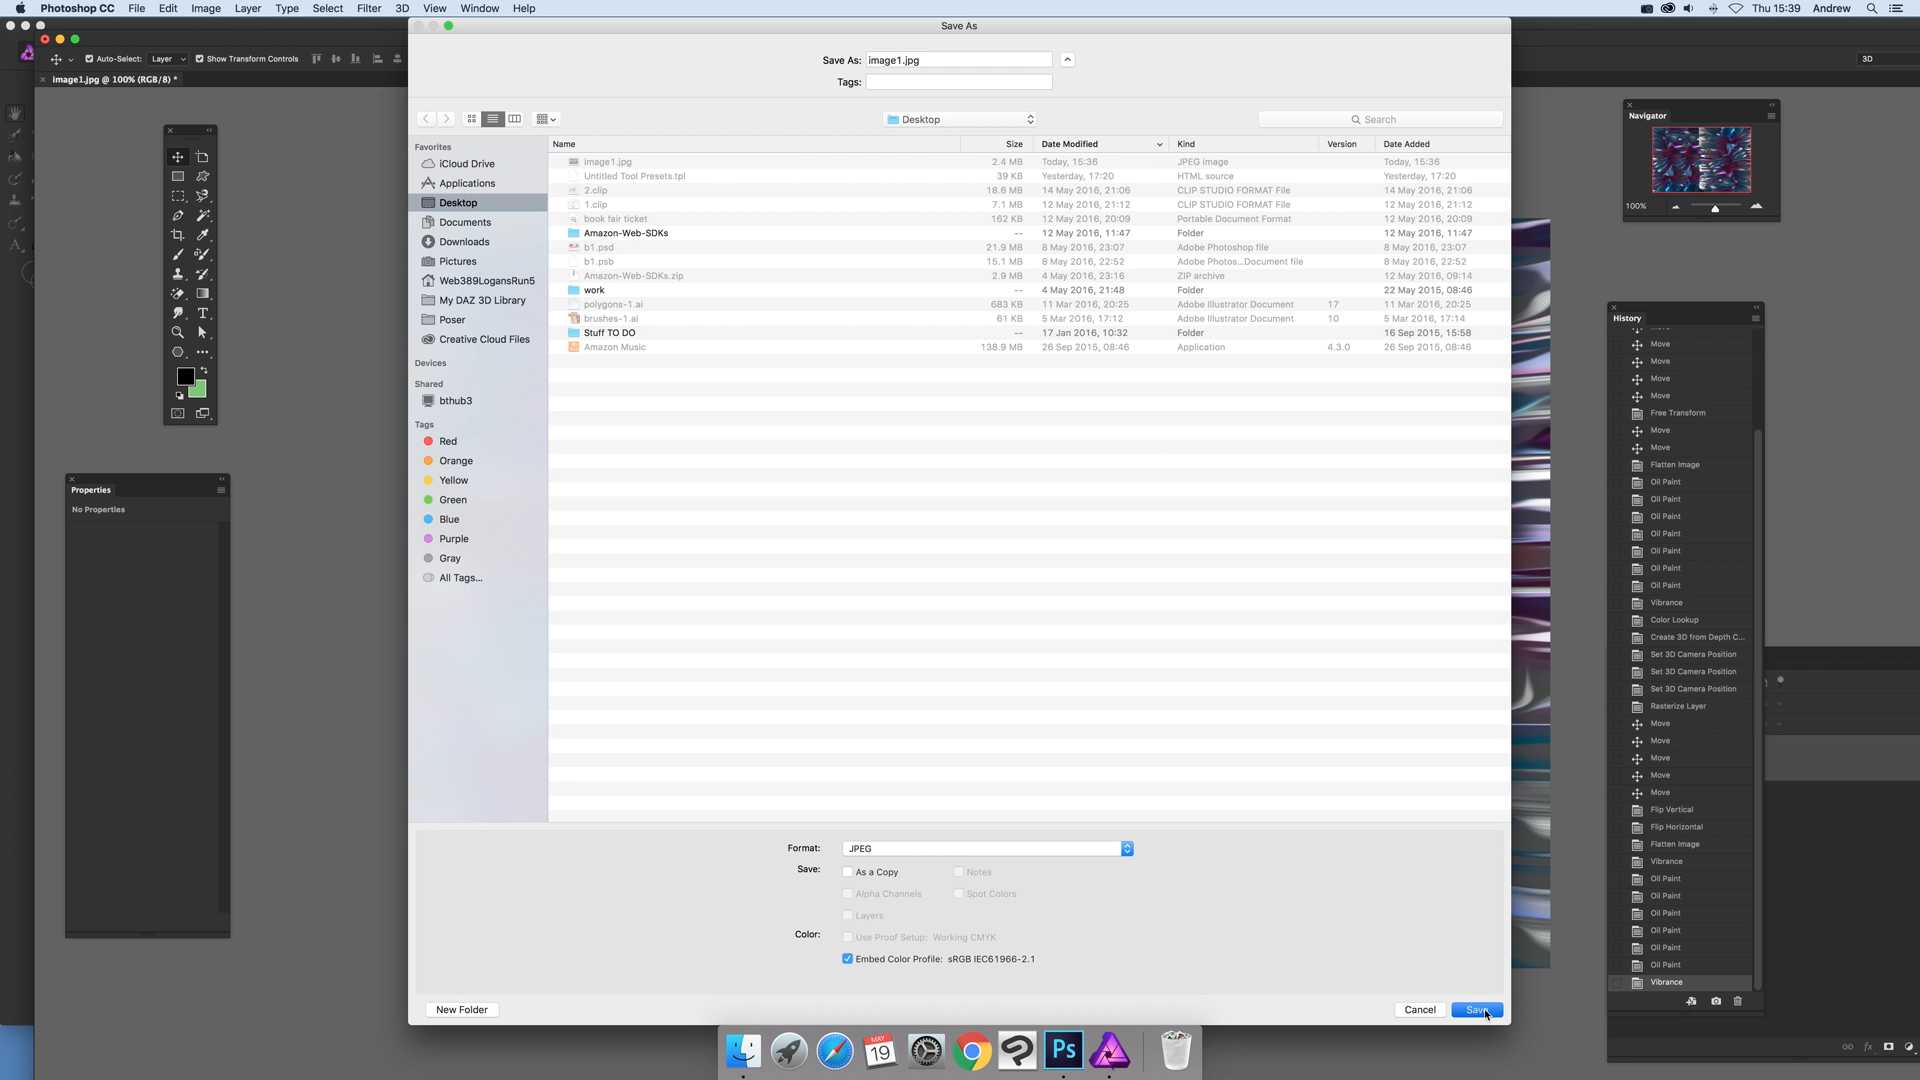 Photoshop CC File Edit Image Layer Type Select Filter 3D View Window Help
Thu 15:39 Andrew
Save As
Auto-Select: Layer Show Transform Controls
3D
image1.jpg @ 100% (RGB/8) *
Save As: image1.jpg
Tags:
Desktop
Search
Navigator
100%
Favorites
iCloud Drive
Applications
Desktop
Documents
Downloads
Pictures
Web389LogansRun5
My DAZ 3D Library
Poser
Creative Cloud Files
Devices
Shared
bthub3
Tags
Red
Orange
Yellow
Green
Blue
Purple
Gray
All Tags...
Name Size Date Modified Kind Version Date Added
image1.jpg 2.4 MB Today, 15:36 JPEG image Today, 15:36
Untitled Tool Presets.tpl 39 KB Yesterday, 17:20 HTML source Yesterday, 17:20
2.clip 18.6 MB 14 May 2016, 21:06 CLIP STUDIO FORMAT File 14 May 2016, 21:06
1.clip 7.1 MB 12 May 2016, 21:12 CLIP STUDIO FORMAT File 12 May 2016, 21:12
book fair ticket 162 KB 12 May 2016, 20:09 Portable Document Format 12 May 2016, 20:09
Amazon-Web-SDKs -- 12 May 2016, 11:47 Folder 12 May 2016, 11:47
b1.psd 21.9 MB 8 May 2016, 23:07 Adobe Photoshop file 8 May 2016, 23:07
b1.psb 15.1 MB 8 May 2016, 22:52 Adobe Photos...Document file 8 May 2016, 22:52
Amazon-Web-SDKs.zip 2.9 MB 4 May 2016, 23:16 ZIP archive 12 May 2016, 09:14
work -- 4 May 2016, 21:48 Folder 22 May 2015, 08:46
polygons-1.ai 683 KB 11 Mar 2016, 20:25 Adobe Illustrator Document 17 11 Mar 2016, 20:25
brushes-1.ai 61 KB 5 Mar 2016, 17:12 Adobe Illustrator Document 10 5 Mar 2016, 17:14
Stuff TO DO -- 17 Jan 2016, 10:32 Folder 16 Sep 2015, 15:58
Amazon Music 138.9 MB 26 Sep 2015, 08:46 Application 4.3.0 26 Sep 2015, 08:46
Properties
No Properties
History
Move
Move
Move
Move
Move
Free Transform
Move
Move
Flatten Image
Oil Paint
Oil Paint
Oil Paint
Oil Paint
Oil Paint
Oil Paint
Oil Paint
Vibrance
Color Lookup
Create 3D from Depth C...
Set 3D Camera Position
Set 3D Camera Position
Set 3D Camera Position
Rasterize Layer
Move
Move
Move
Move
Move
Flip Vertical
Flip Horizontal
Flatten Image
Vibrance
Oil Paint
Oil Paint
Oil Paint
Oil Paint
Oil Paint
Oil Paint
Vibrance
Format: JPEG
Save: As a Copy Notes
Alpha Channels Spot Colors
Layers
Color: Use Proof Setup: Working CMYK
Embed Color Profile: sRGB IEC61966-2.1
New Folder
Cancel
Save
MAY
19
Ps
fx